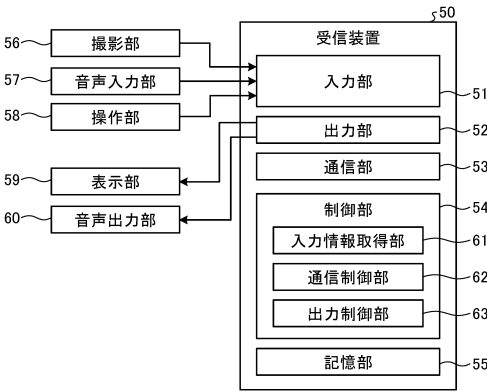 50
受信装置
56
撮影部
57
音声入力部
58
操作部
入力部
51
出力部
52
59
表示部
通信部
53
60
音声出力部
制御部
54
入力情報取得部
61
通信制御部
62
出力制御部
63
記憶部
55